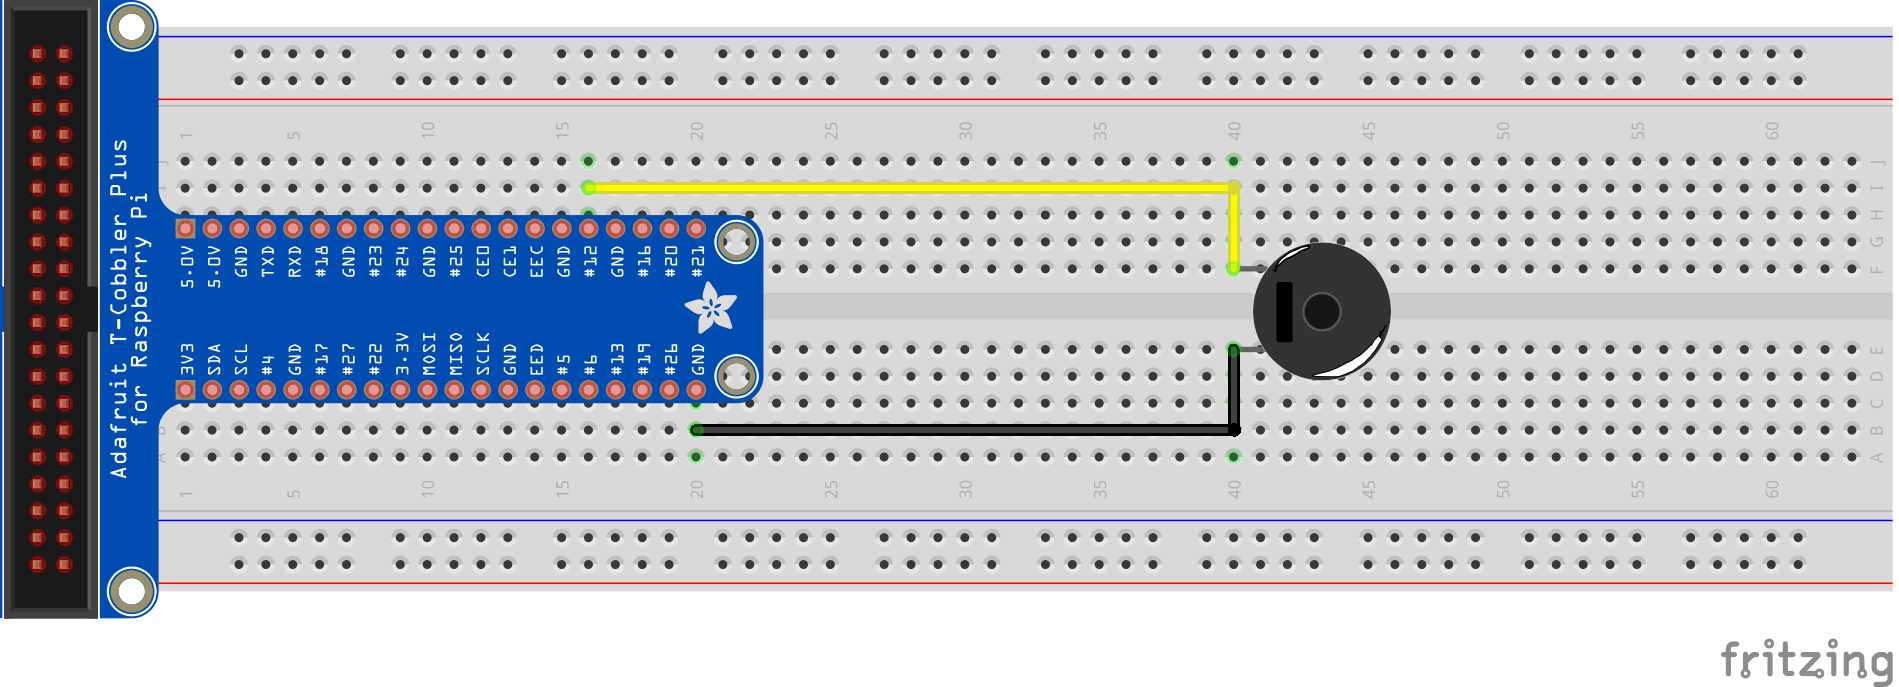 Adafruit T-Cobbler Plus
for Raspberry Pi
1 5 10 15 20 25 30 35 40 45 50 55 60
J J
I I
H
G
F
5.0V 5.0V GND TXD RXD #18 GND #23 #24 GND #25 CE0 CE1 EEC GND #12 GND #16 #20 #21
3V3 SDA SCL #4 GND #17 #27 #22 3.3V MOSI MISO SCLK GND EED #5 #6 #13 #19 #26 GND
E
D
C
B B
A A
1 5 10 15 20 25 30 35 40 45 50 55 60
fritzing